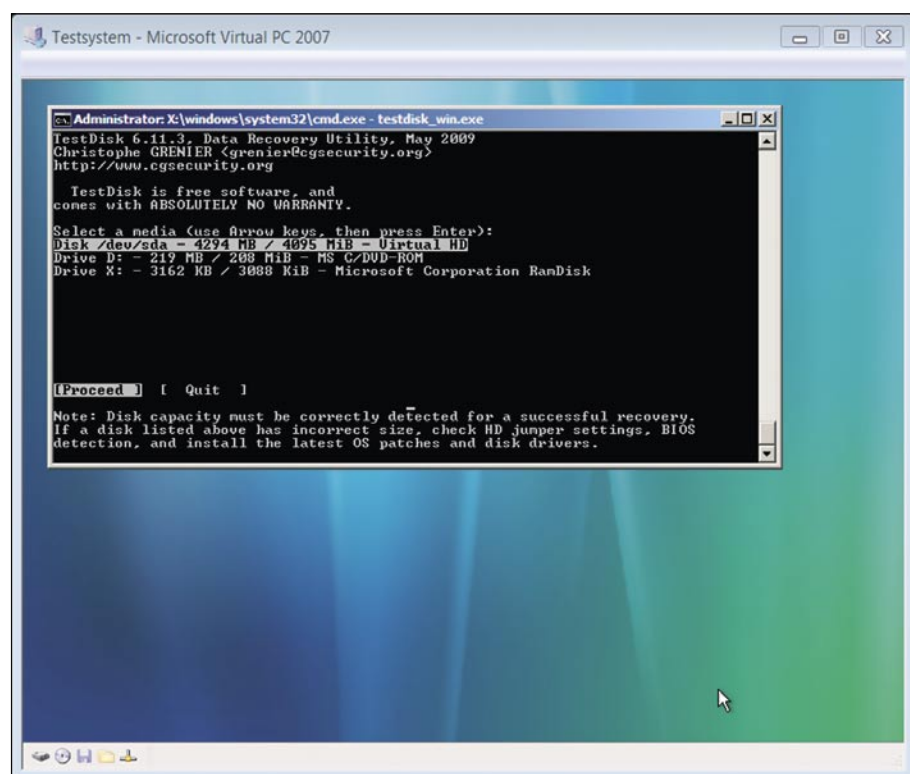 Testsystem - Microsoft Virtual PC 2007
Administrator: X:\windows\system32\cmd.exe - testdisk_win.exe
TestDisk 6.11.3, Data Recovery Utility, May 2009
Christophe GRENIER <grenier@cgsecurity.org>
http://www.cgsecurity.org
TestDisk is free software, and
comes with ABSOLUTELY NO WARRANTY.
Select a media (use Arrow keys, then press Enter):
Disk /dev/sda - 4294 MB / 4095 MiB - Virtual HD
Drive D: - 219 MB / 208 MiB - MS C/DVD-ROM
Drive X: - 3162 KB / 3088 KiB - Microsoft Corporation RamDisk
[Proceed ] [ Quit ]
Note: Disk capacity must be correctly detected for a successful recovery.
If a disk listed above has incorrect size, check HD jumper settings, BIOS
detection, and install the latest OS patches and disk drivers.